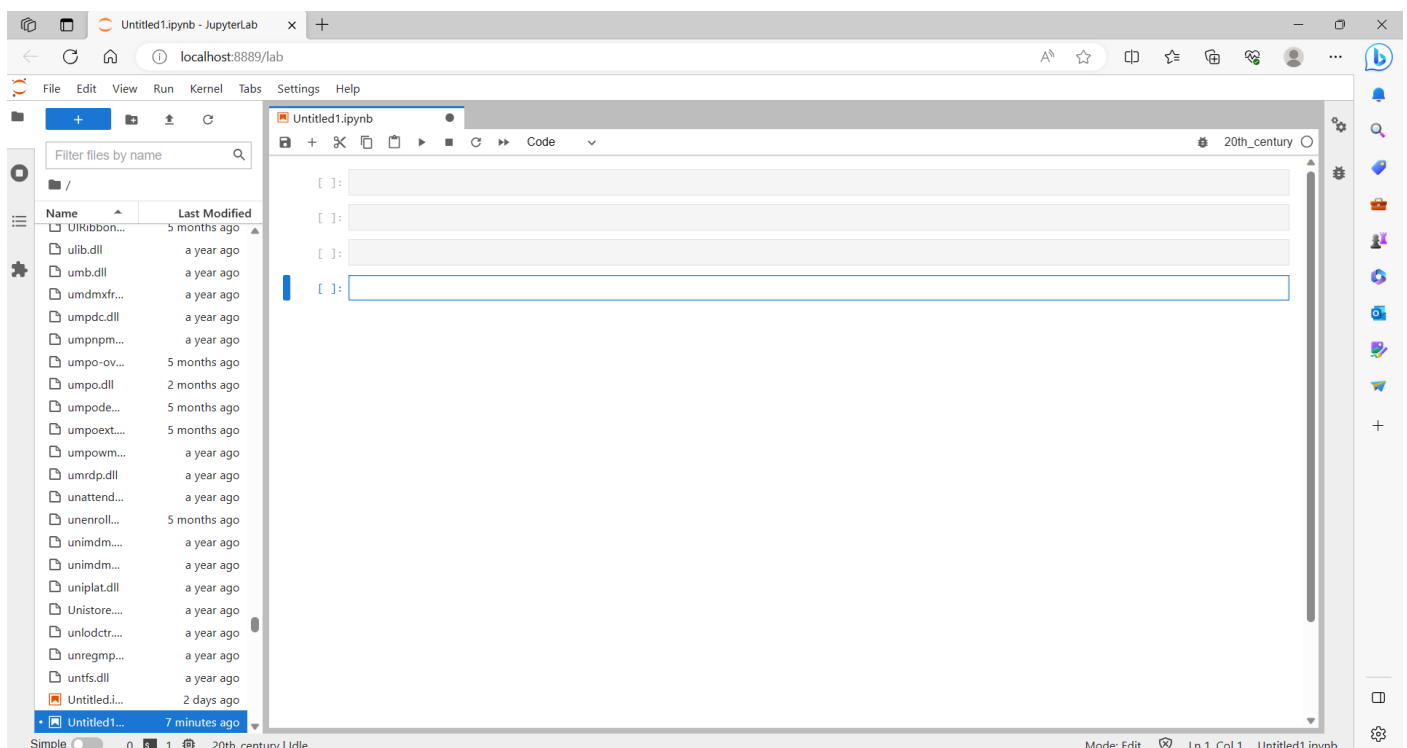 Untitled1.ipynb - JupyterLab
localhost:8889/lab
File Edit View Run Kernel Tabs Settings Help
Untitled1.ipynb
Code
20th_century
Filter files by name
/
Name Last Modified
UIRibbon... 5 months ago
ulib.dll a year ago
umb.dll a year ago
umdmxfr... a year ago
umpdc.dll a year ago
umpnpm... a year ago
umpo-ov... 5 months ago
umpo.dll 2 months ago
umpode... 5 months ago
umpoext.... 5 months ago
umpowm... a year ago
umrdp.dll a year ago
unattend... a year ago
unenroll... 5 months ago
unimdm.... a year ago
unimdm... a year ago
uniplat.dll a year ago
Unistore.... a year ago
unlodctr.... a year ago
unregmp... a year ago
untfs.dll a year ago
Untitled.i... 2 days ago
Untitled1... 7 minutes ago
[ ]:
[ ]:
[ ]:
[ ]:
Simple 0 1 20th_century | Idle Mode: Edit Ln 1, Col 1 Untitled1.ipynb